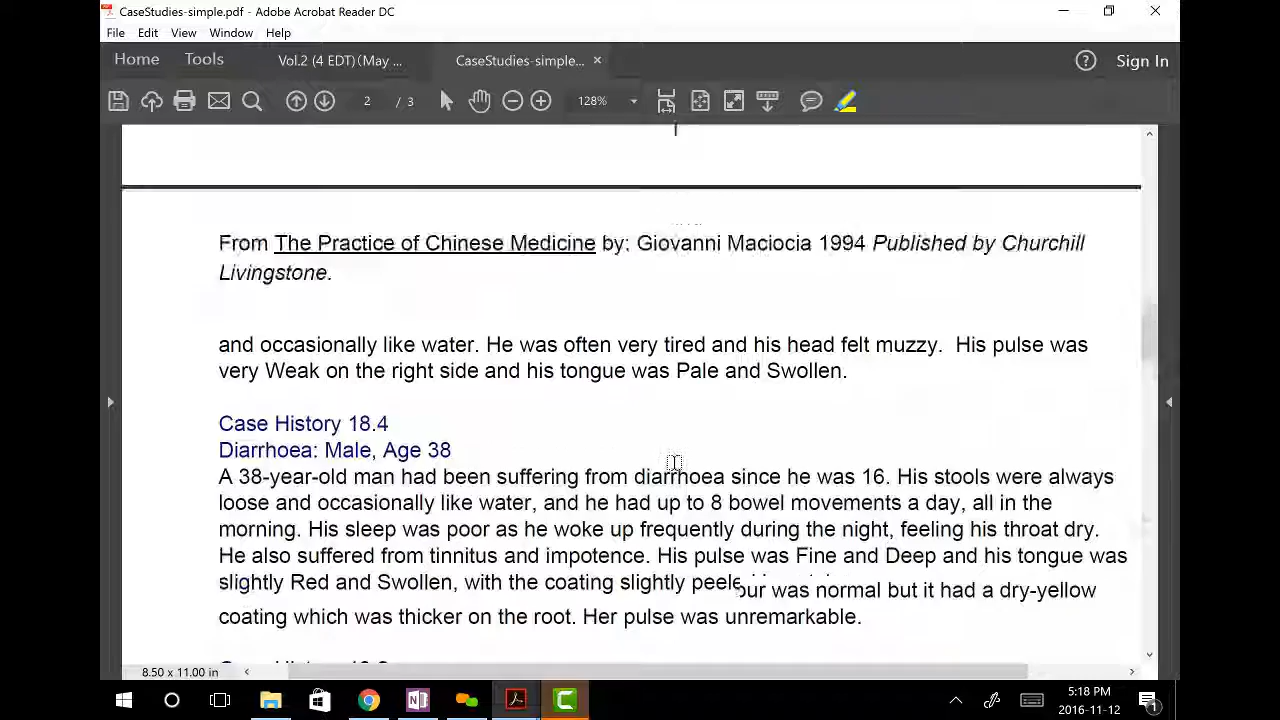 CaseStudies-simple.pdf - Adobe Acrobat Reader DC
File Edit View Window Help
Home Tools Vol.2 (4 EDT)(May ... CaseStudies-simple... × Sign In
2 / 3 128%
From The Practice of Chinese Medicine by: Giovanni Maciocia 1994 Published by Churchill
Livingstone.
and occasionally like water. He was often very tired and his head felt muzzy. His pulse was
very Weak on the right side and his tongue was Pale and Swollen.
Case History 18.4
Diarrhoea: Male, Age 38
A 38-year-old man had been suffering from diarrhoea since he was 16. His stools were always
loose and occasionally like water, and he had up to 8 bowel movements a day, all in the
morning. His sleep was poor as he woke up frequently during the night, feeling his throat dry.
He also suffered from tinnitus and impotence. His pulse was Fine and Deep and his tongue was
slightly Red and Swollen, with the coating slightly
was normal but it had a dry-yellow
coating which was thicker on the root. Her pulse was unremarkable.
8.50 x 11.00 in
5:18 PM
2016-11-12
1